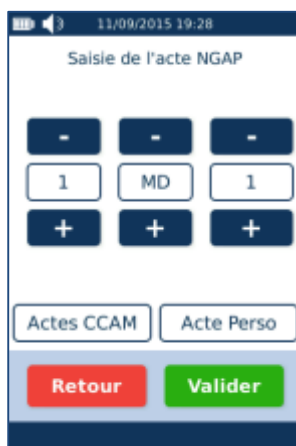 11/09/2015 19:28
Saisie de l'acte NGAP
- - -
1 MD 1
+ + +
Actes CCAM Acte Perso
Retour Valider